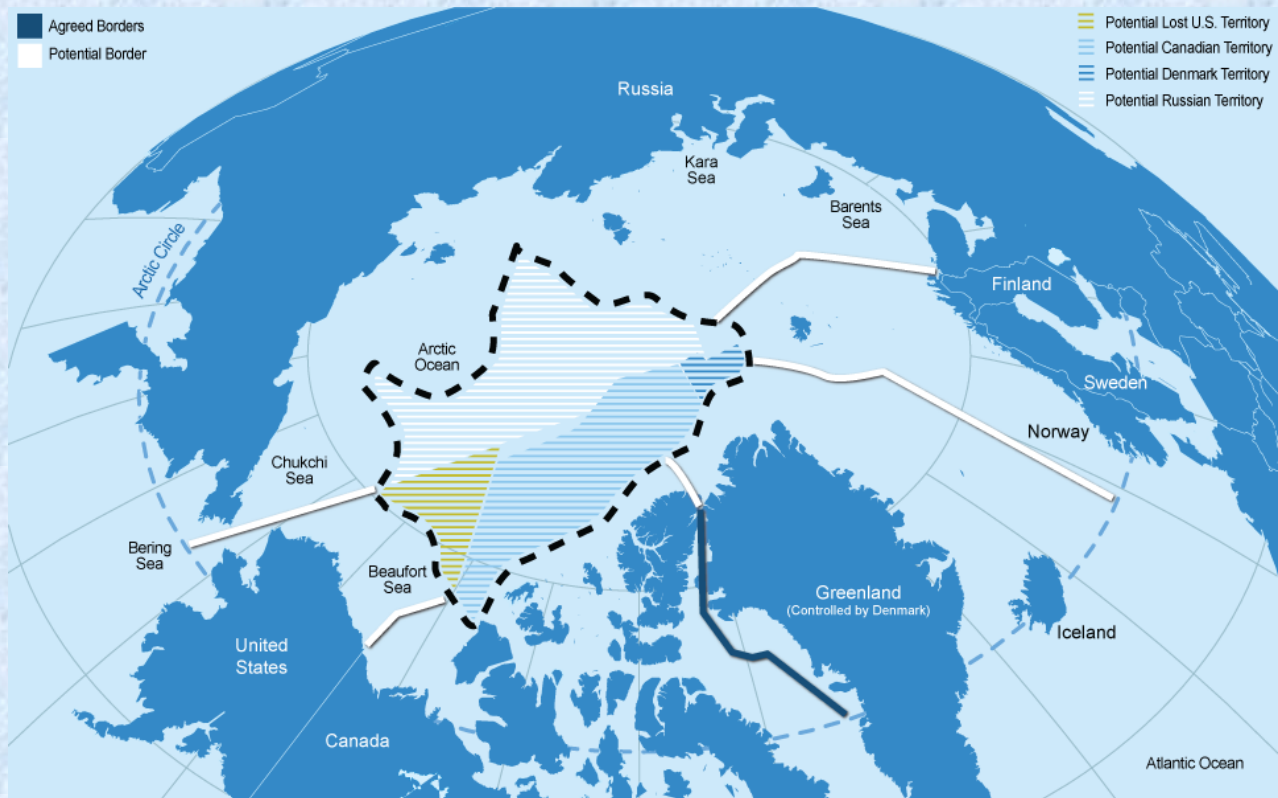 Agreed Borders
Potential Border
Potential Lost U.S. Territory
Potential Canadian Territory
Potential Denmark Territory
Potential Russian Territory
Russia
Kara
Sea
Barents
Sea
Arctic Circle
Finland
Arctic
Ocean
Sweden
Norway
Chukchi
Sea
Bering
Sea
Beaufort
Sea
Greenland
(Controlled by Denmark)
Iceland
United
States
Canada
Atlantic Ocean